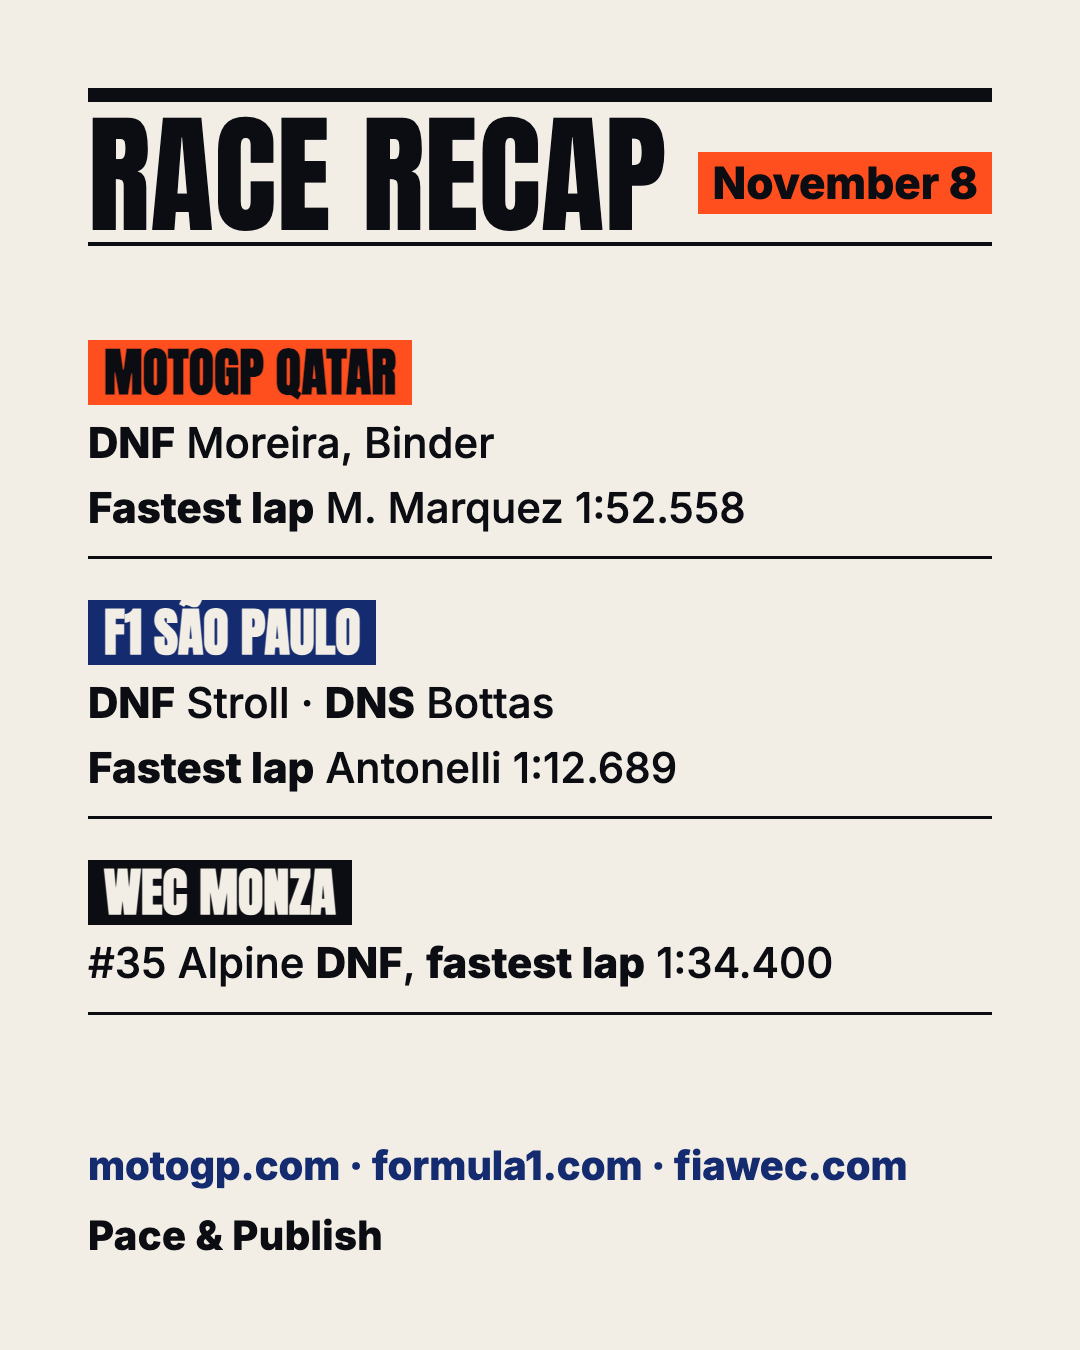 RACE RECAP
November 8
MOTOGP QATAR
DNF Moreira, Binder
Fastest lap M. Marquez 1:52.558
F1 SÃO PAULO
DNF Stroll · DNS Bottas
Fastest lap Antonelli 1:12.689
WEC MONZA
#35 Alpine DNF, fastest lap 1:34.400
motogp.com · formula1.com · fiawec.com
Pace & Publish